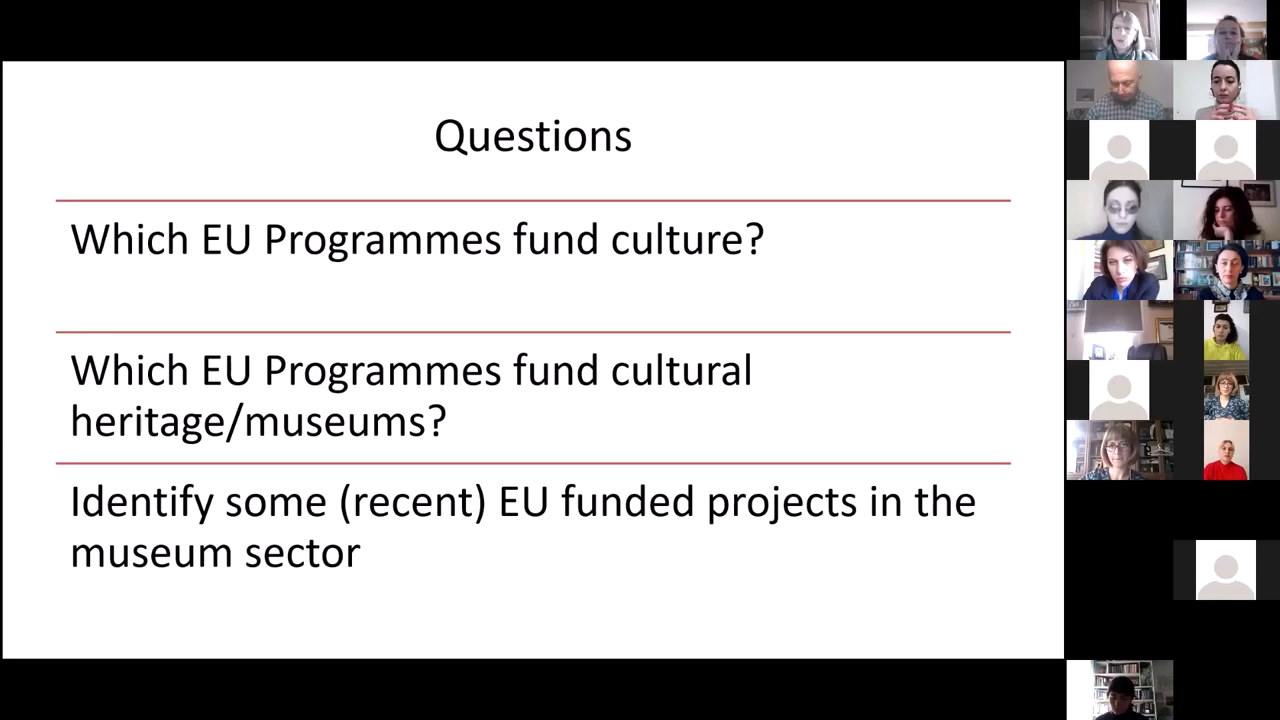 Questions
Which EU Programmes fund culture?
Which EU Programmes fund cultural
heritage/museums?
Identify some (recent) EU funded projects in the
museum sector